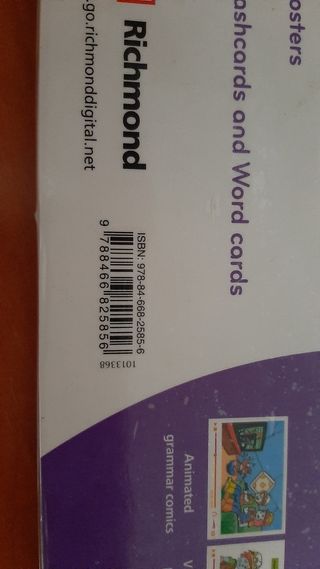 osters
ashcards and Word cards
Richmond
go.richmonddigital.net
ISBN: 978-84-668-2585-6
9 788466 825856
1013368
Animated
grammar comics
V